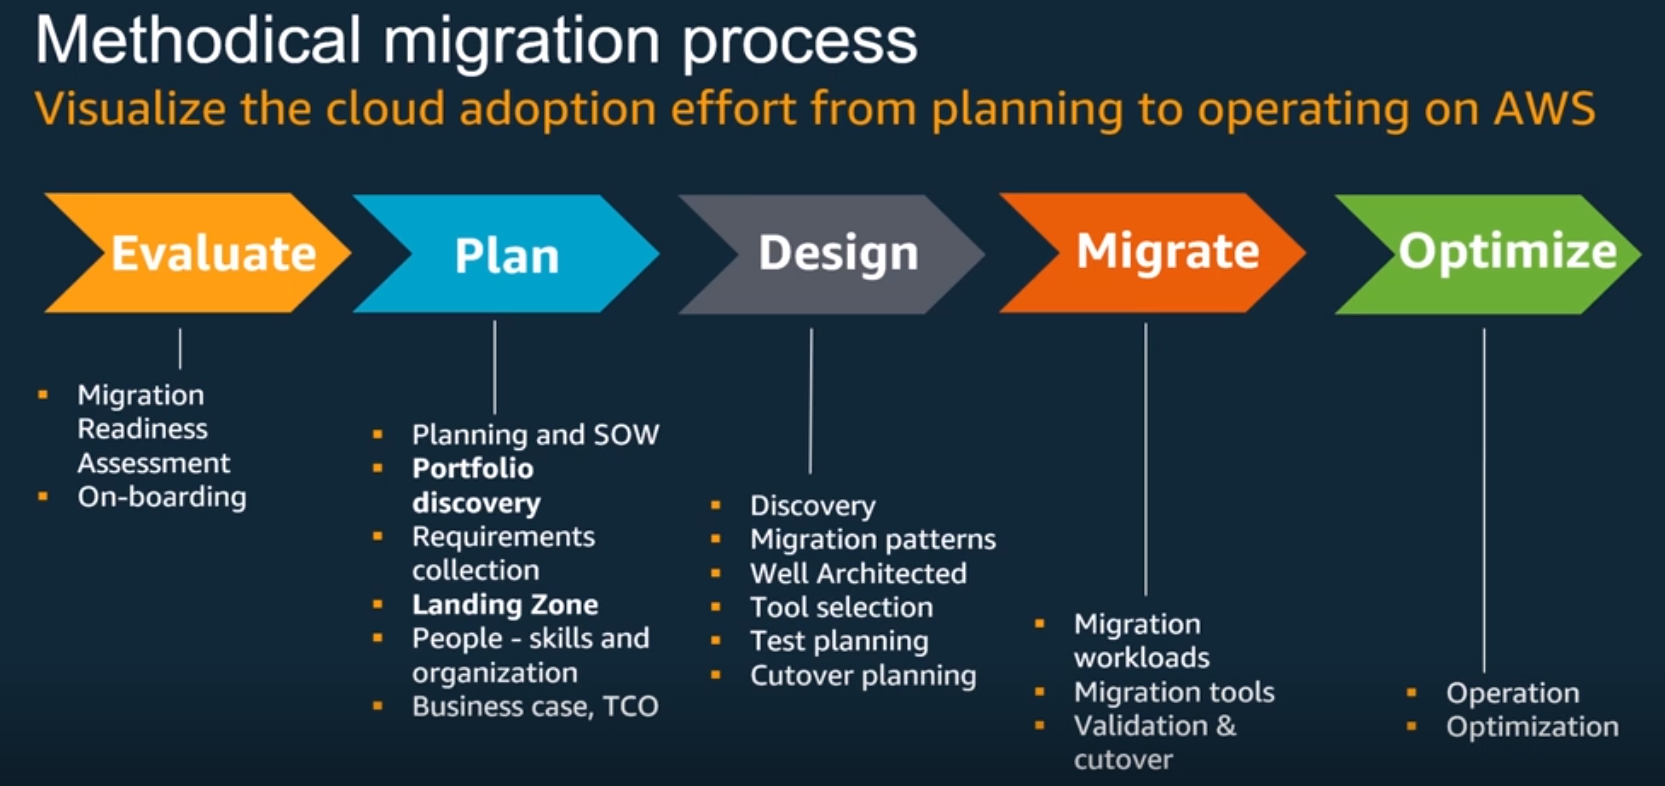 Methodical migration process
Visualize the cloud adoption effort from planning to operating on AWS
Evaluate
Plan
Design
Migrate
Optimize
Migration
Readiness
Assessment
On-boarding
Planning and SOW
Portfolio
discovery
Requirements
collection
Landing Zone
People - skills and
organization
Business case, TCO
Discovery
Migration patterns
Well Architected
Tool selection
Test planning
Cutover planning
Migration
workloads
Migration tools
Validation &
cutover
Operation
Optimization